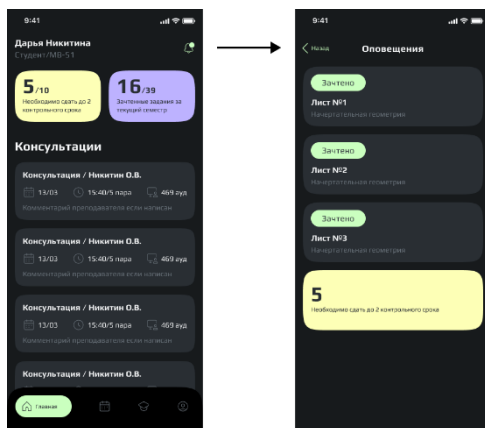 9:41
Дарья Никитина
Студент/МВ-51
5/10
Необходимо сдать до 2
контрольного срока
16/39
Зачтенные задания за
текущий семестр
Консультации
Консультация / Никитин О.В.
13/03 15:40/5 пара 469 ауд
Комментарий преподавателя если написан
Консультация / Никитин О.В.
13/03 15:40/5 пара 469 ауд
Комментарий преподавателя если написан
Консультация / Никитин О.В.
13/03 15:40/5 пара 469 ауд
Комментарий преподавателя если написан
Консультация / Никитин О.В.
Главная
9:41
Назад Оповещения
Зачтено
Лист №1
Начертательная геометрия
Зачтено
Лист №2
Начертательная геометрия
Зачтено
Лист №3
Начертательная геометрия
5
Необходимо сдать до 2 контрольного срока